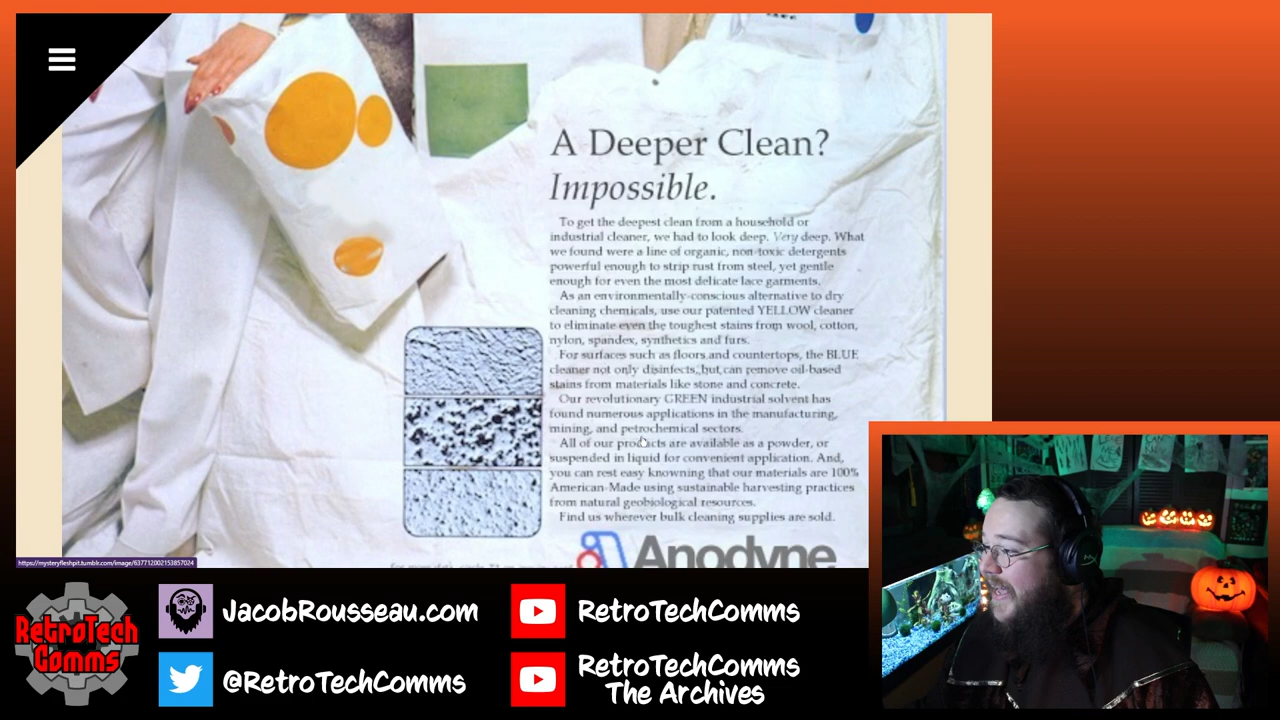 A Deeper Clean?
Impossible.
To get the deepest clean from a household or
industrial cleaner, we had to look deep. Very deep. What
we found were a line of organic, non-toxic detergents
powerful enough to strip rust from steel, yet gentle
enough for even the most delicate lace garments.
As an environmentally-conscious alternative to dry
cleaning chemicals, use our patented YELLOW cleaner
to eliminate even the toughest stains from wool, cotton,
nylon, spandex, synthetics and furs.
For surfaces such as floors and countertops, the BLUE
cleaner not only disinfects, but can remove oil-based
stains from materials like stone and concrete.
Our revolutionary GREEN industrial solvent has
found numerous applications in the manufacturing,
mining, and petrochemical sectors.
All of our products are available as a powder, or
suspended in liquid for convenient application. And,
you can rest easy knowning that our materials are 100%
American-Made using sustainable harvesting practices
from natural geobiological resources.
Find us wherever bulk cleaning supplies are sold.
Anodyne
https://mysteryfleshpit.tumblr.com/image/637712002153857024
RetroTech
Comms
JacobRousseau.com
@RetroTechComms
RetroTechComms
RetroTechComms
The Archives